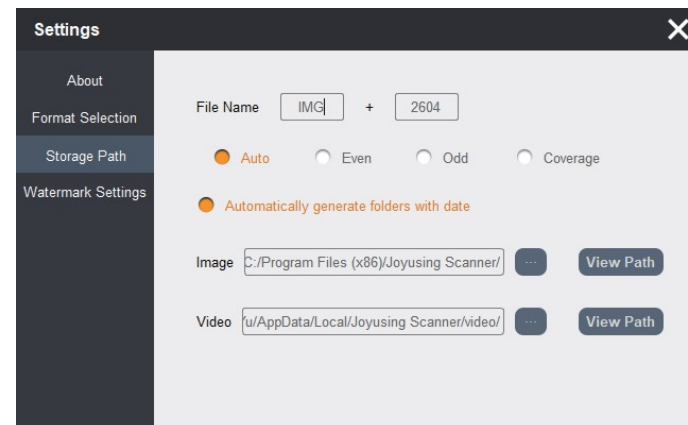 Settings
About
Format Selection
Storage Path
Watermark Settings
File Name IMG + 2604
Auto Even Odd Coverage
Automatically generate folders with date
Image C:/Program Files (x86)/Joyusing Scanner/ ... View Path
Video u/AppData/Local/Joyusing Scanner/video/ ... View Path